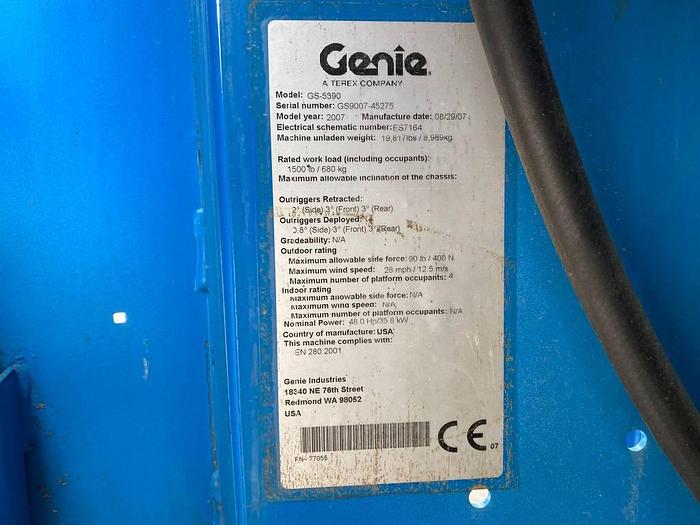 Genie
A TEREX COMPANY
Model: GS-5390
Serial number: GS9007-45275
Model year: 2007 Manufacture date: 08/29/07
Electrical schematic number: ES7164
Machine unladen weight: 19,817lbs / 8,989kg
Rated work load (including occupants):
1500 lb / 680 kg
Maximum allowable inclination of the chassis:
Outriggers Retracted:
2° (Side) 3° (Front) 3° (Rear)
Outriggers Deployed:
0.8° (Side) 3° (Front) 3° (Rear)
Gradeability: N/A
Outdoor rating
Maximum allowable side force: 90 lb / 400 N
Maximum wind speed: 28 mph / 12.5 m/s
Maximum number of platform occupants: 4
Indoor rating
Maximum allowable side force: N/A
Maximum wind speed: N/A
Maximum number of platform occupants: N/A
Nominal Power: 48.0 Hp/35.8 kW
Country of manufacture: USA
This machine complies with:
EN 280:2001
Genie Industries
18340 NE 76th Street
Redmond WA 98052
USA
CE 07
PN- 77055